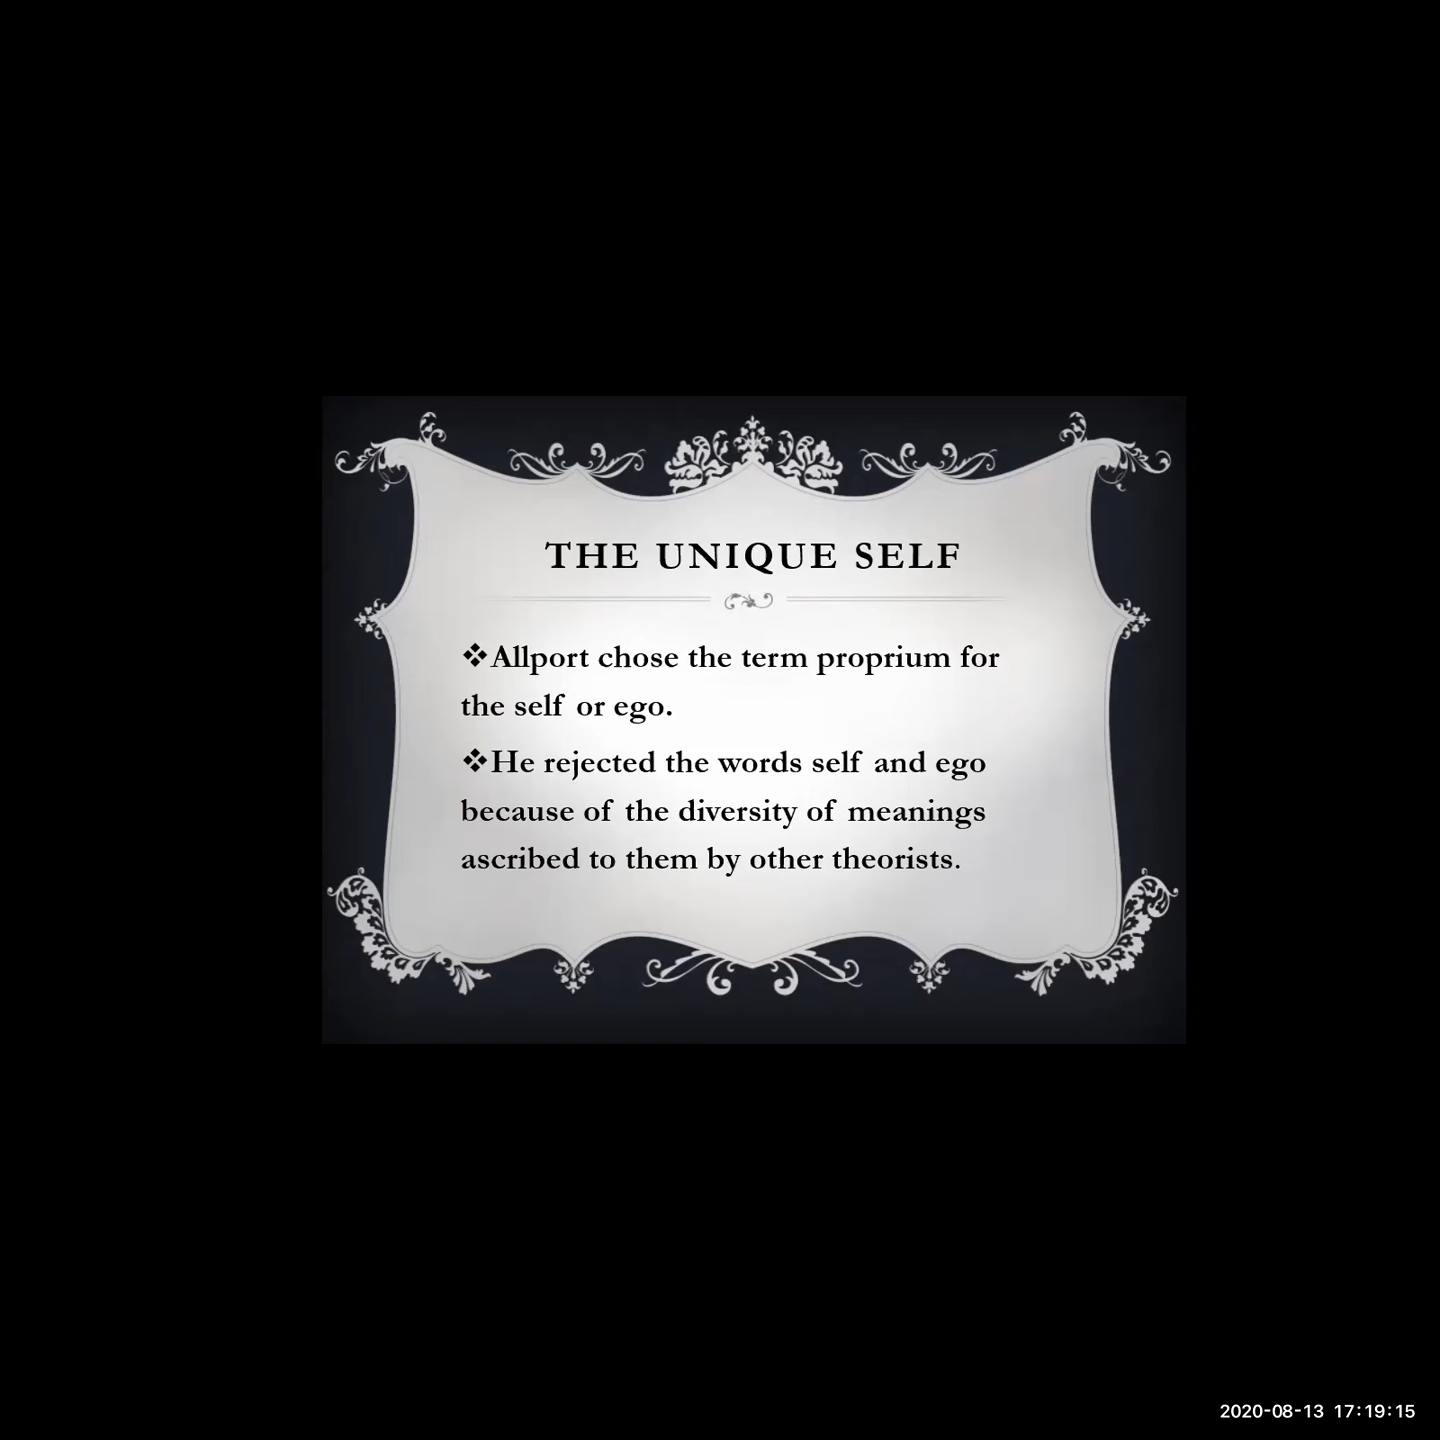 THE UNIQUE SELF
❖Allport chose the term proprium for
the self or ego.
❖He rejected the words self and ego
because of the diversity of meanings
ascribed to them by other theorists.
2020-08-13 17:19:15